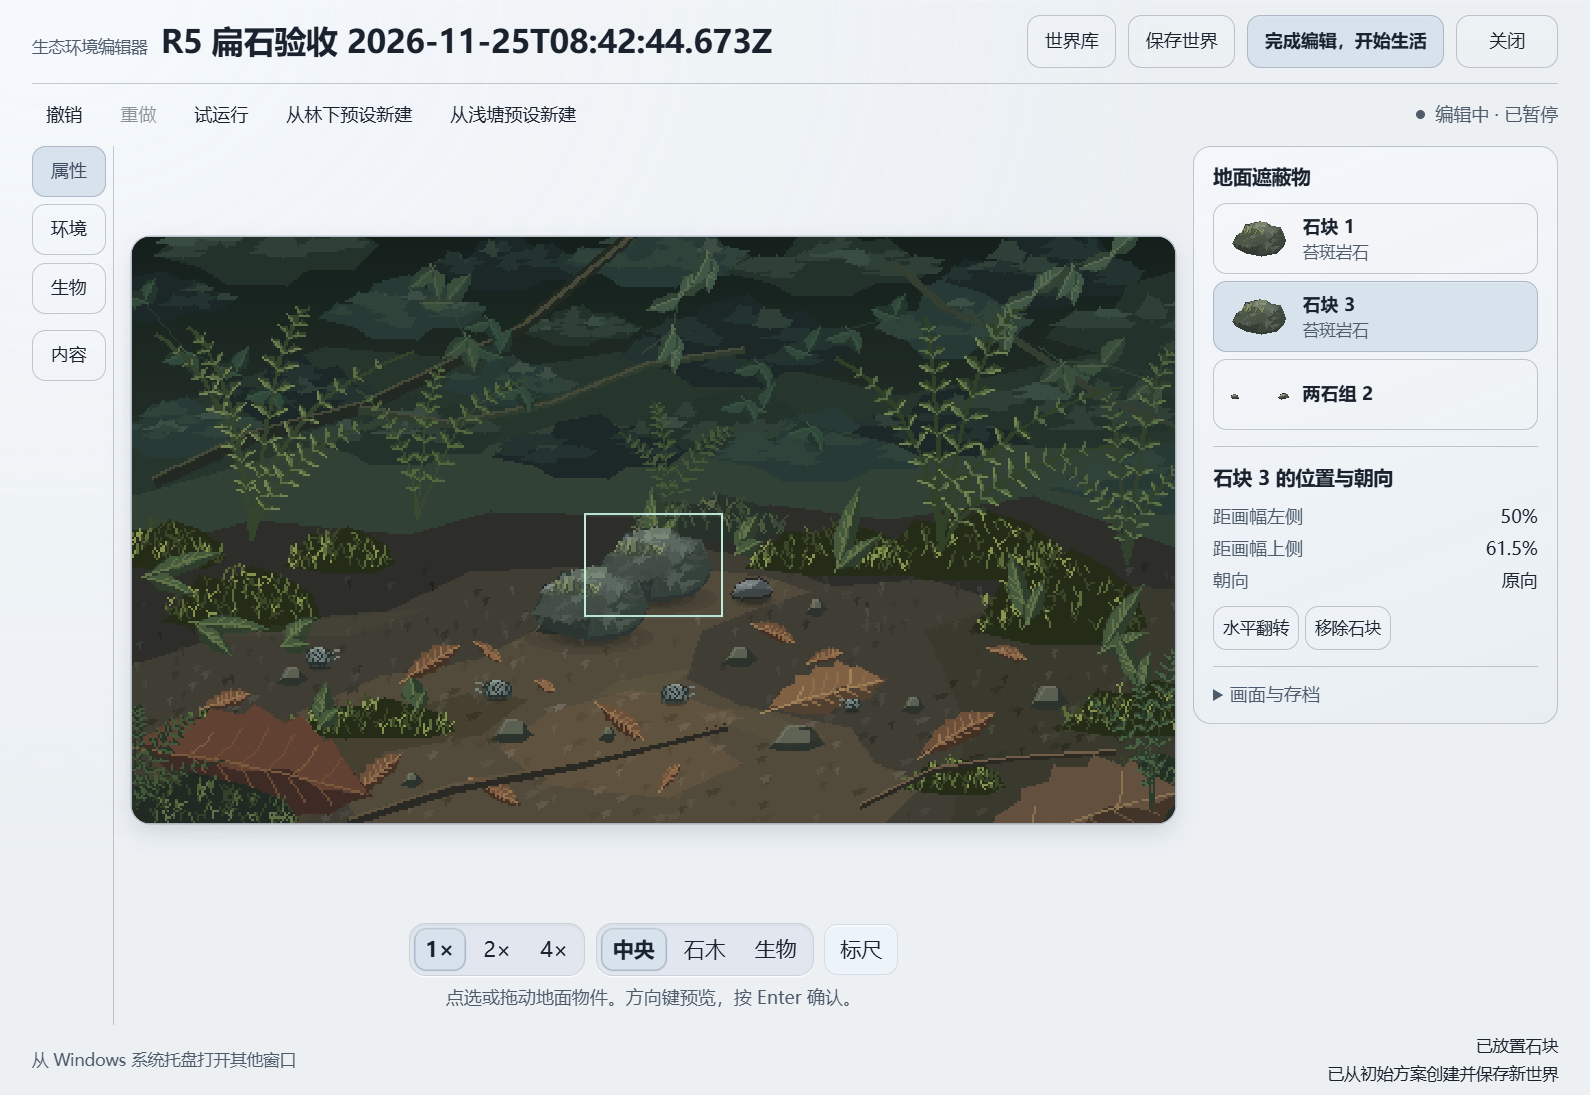 生态环境编辑器 R5 扁石验收 2026-11-25T08:42:44.673Z
世界库 保存世界 完成编辑，开始生活 关闭
撤销 重做 试运行 从林下预设新建 从浅塘预设新建
编辑中 · 已暂停
属性
环境
生物
内容
地面遮蔽物
石块 1
苔斑岩石
石块 3
苔斑岩石
两石组 2
石块 3 的位置与朝向
距画幅左侧 50%
距画幅上侧 61.5%
朝向 原向
水平翻转 移除石块
画面与存档
1× 2× 4× 中央 石木 生物 标尺
点选或拖动地面物件。方向键预览，按 Enter 确认。
从 Windows 系统托盘打开其他窗口
已放置石块
已从初始方案创建并保存新世界